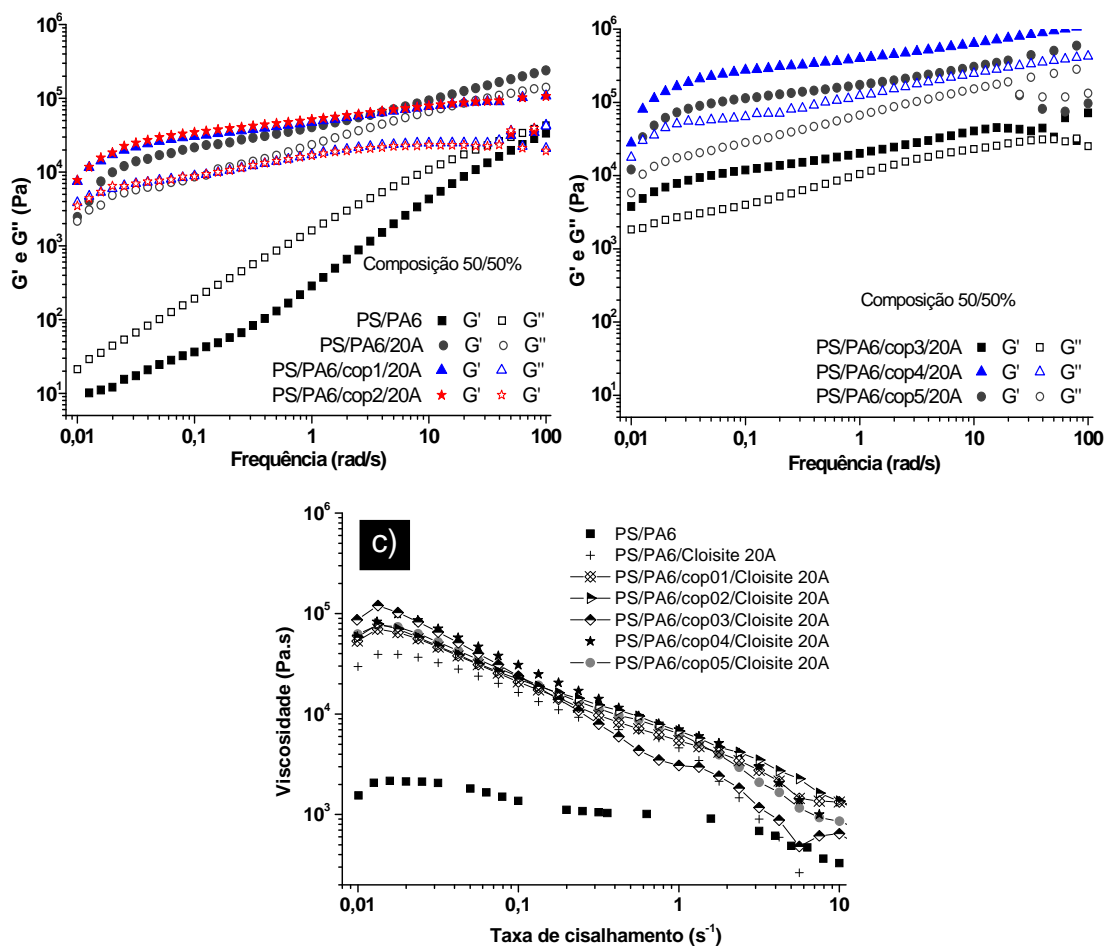 10⁶
10⁵
10⁴
10³
10²
10¹
G' e G'' (Pa)
Composição 50/50%
PS/PA6 ■ G' □ G''
PS/PA6/20A ● G' ○ G''
PS/PA6/cop1/20A ▲ G' △ G''
PS/PA6/cop2/20A ★ G' ☆ G'
0,01 0,1 1 10 100
Frequência (rad/s)
10⁶
10⁵
10⁴
10³
10²
10¹
G' e G'' (Pa)
Composição 50/50%
PS/PA6/cop3/20A ■ G' □ G''
PS/PA6/cop4/20A ▲ G' △ G''
PS/PA6/cop5/20A ● G' ○ G''
0,01 0,1 1 10 100
Frequência (rad/s)
c)
10⁶
10⁵
10⁴
10³
Viscosidade (Pa.s)
PS/PA6
PS/PA6/Cloisite 20A
PS/PA6/cop01/Cloisite 20A
PS/PA6/cop02/Cloisite 20A
PS/PA6/cop03/Cloisite 20A
PS/PA6/cop04/Cloisite 20A
PS/PA6/cop05/Cloisite 20A
0,01 0,1 1 10
Taxa de cisalhamento (s⁻¹)